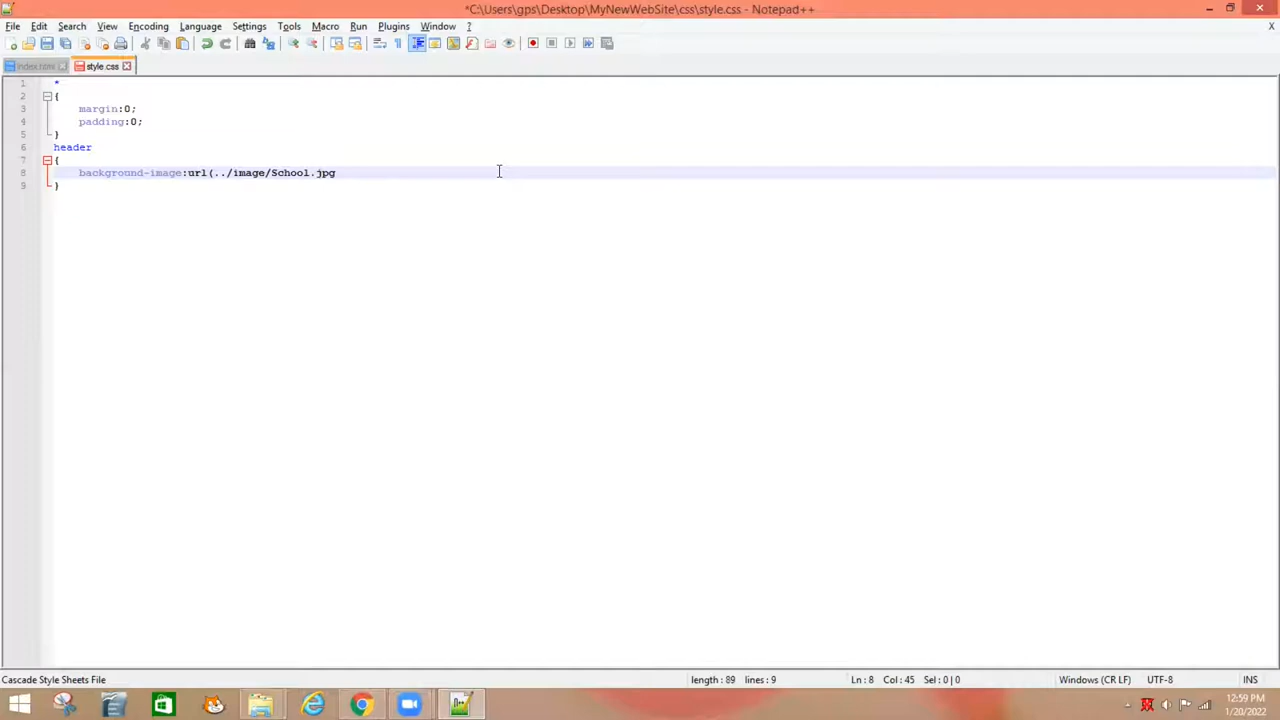 *C:\Users\gps\Desktop\MyNewWebSite\css\style.css - Notepad++
File Edit Search View Encoding Language Settings Tools Macro Run Plugins Window ? X
index.html style.css
1 *
2 {
3 margin:0;
4 padding:0;
5 }
6 header
7 {
8 background-image:url(../image/School.jpg
9 }
Cascade Style Sheets File length : 89 lines : 9 Ln : 8 Col : 45 Sel : 0 | 0 Windows (CR LF) UTF-8 INS
12:59 PM
1/20/2022